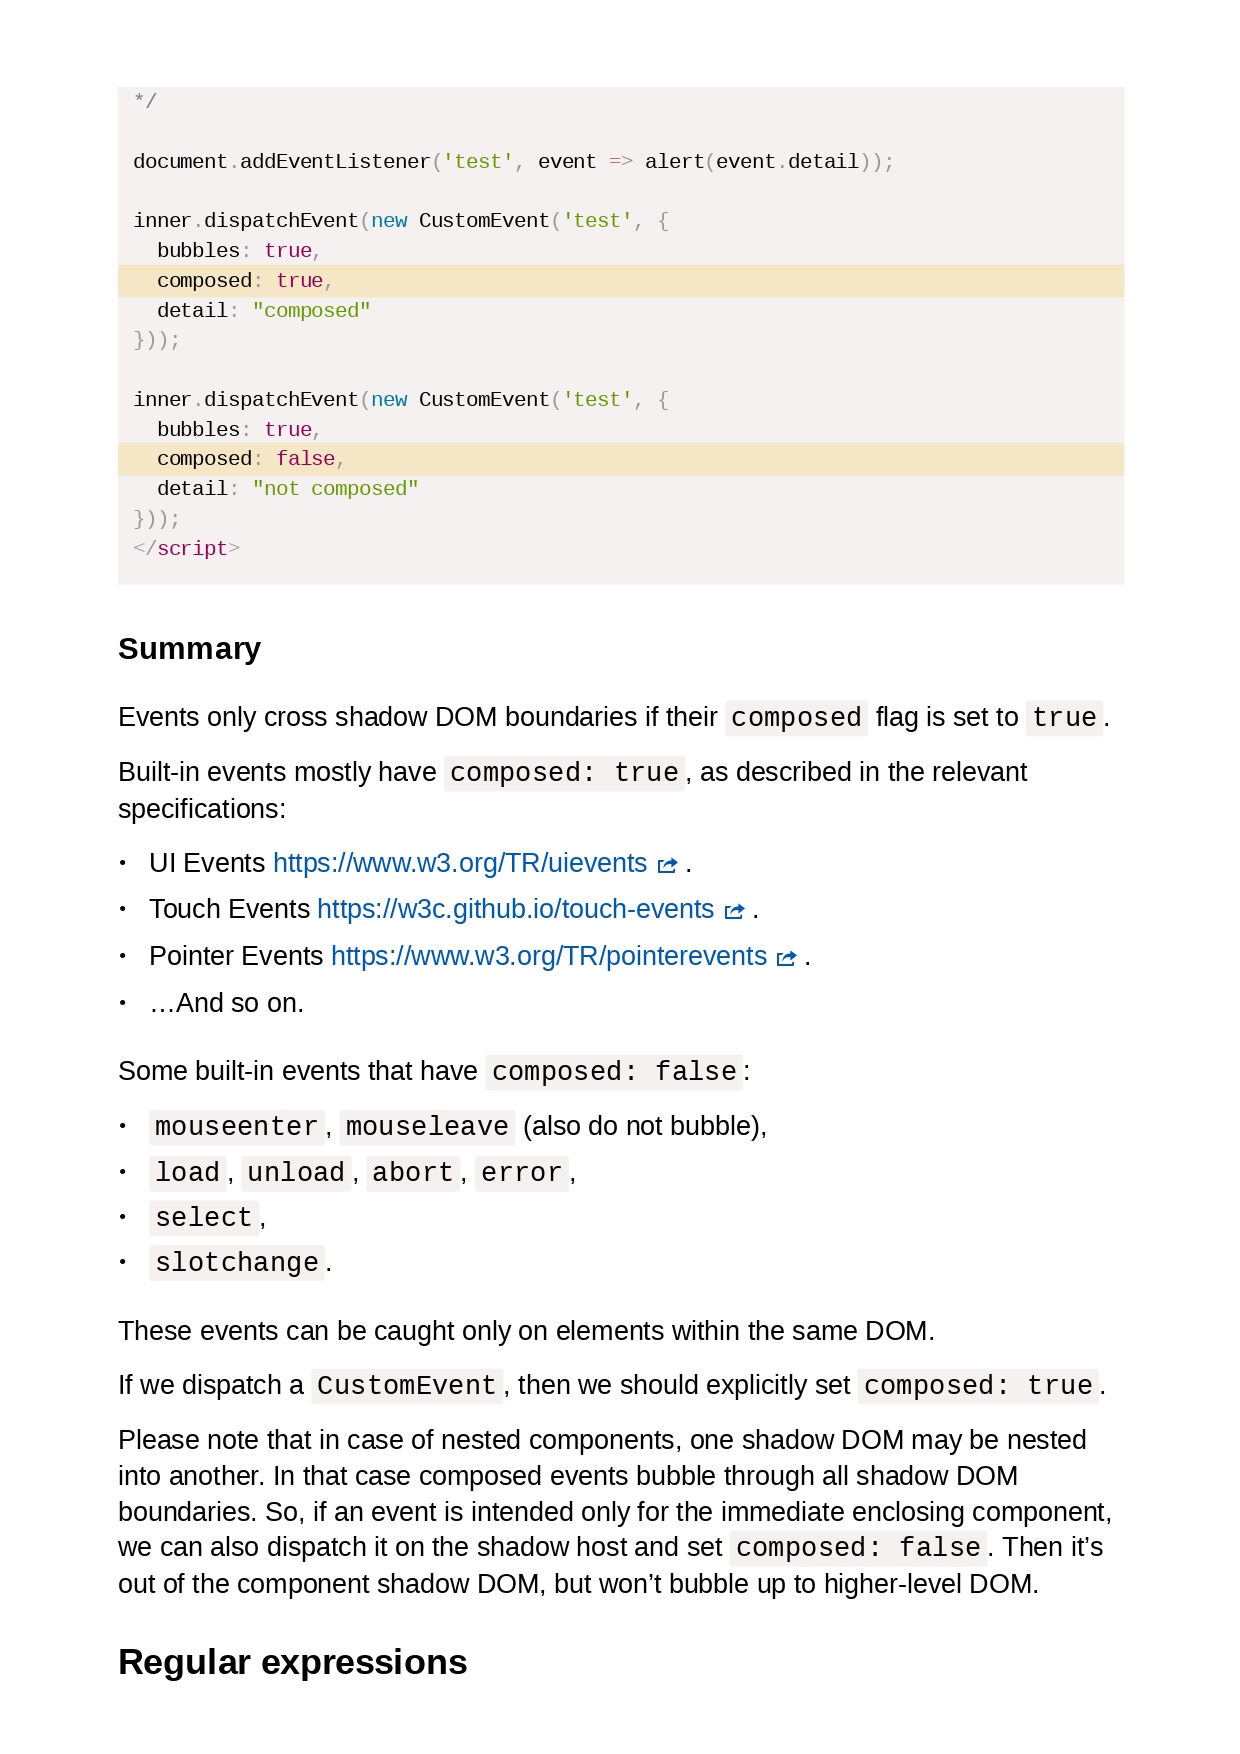 */
document.addEventListener('test', event => alert(event.detail));
inner.dispatchEvent(new CustomEvent('test', {
  bubbles: true,
  composed: true,
  detail: "composed"
}));
inner.dispatchEvent(new CustomEvent('test', {
  bubbles: true,
  composed: false,
  detail: "not composed"
}));
</script>
Summary
Events only cross shadow DOM boundaries if their composed flag is set to true.
Built-in events mostly have composed: true, as described in the relevant
specifications:
• UI Events https://www.w3.org/TR/uievents .
• Touch Events https://w3c.github.io/touch-events .
• Pointer Events https://www.w3.org/TR/pointerevents .
• …And so on.
Some built-in events that have composed: false:
• mouseenter, mouseleave (also do not bubble),
• load, unload, abort, error,
• select,
• slotchange.
These events can be caught only on elements within the same DOM.
If we dispatch a CustomEvent, then we should explicitly set composed: true.
Please note that in case of nested components, one shadow DOM may be nested
into another. In that case composed events bubble through all shadow DOM
boundaries. So, if an event is intended only for the immediate enclosing component,
we can also dispatch it on the shadow host and set composed: false. Then it’s
out of the component shadow DOM, but won’t bubble up to higher-level DOM.
Regular expressions